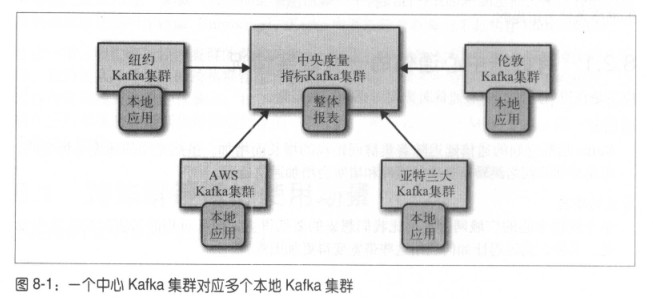 纽约
Kafka集群
本地
应用
中央度量
指标Kafka集群
整体
报表
伦敦
Kafka集群
本地
应用
AWS
Kafka集群
本地
应用
亚特兰大
Kafka集群
本地
应用
图 8-1：一个中心 Kafka 集群对应多个本地 Kafka 集群